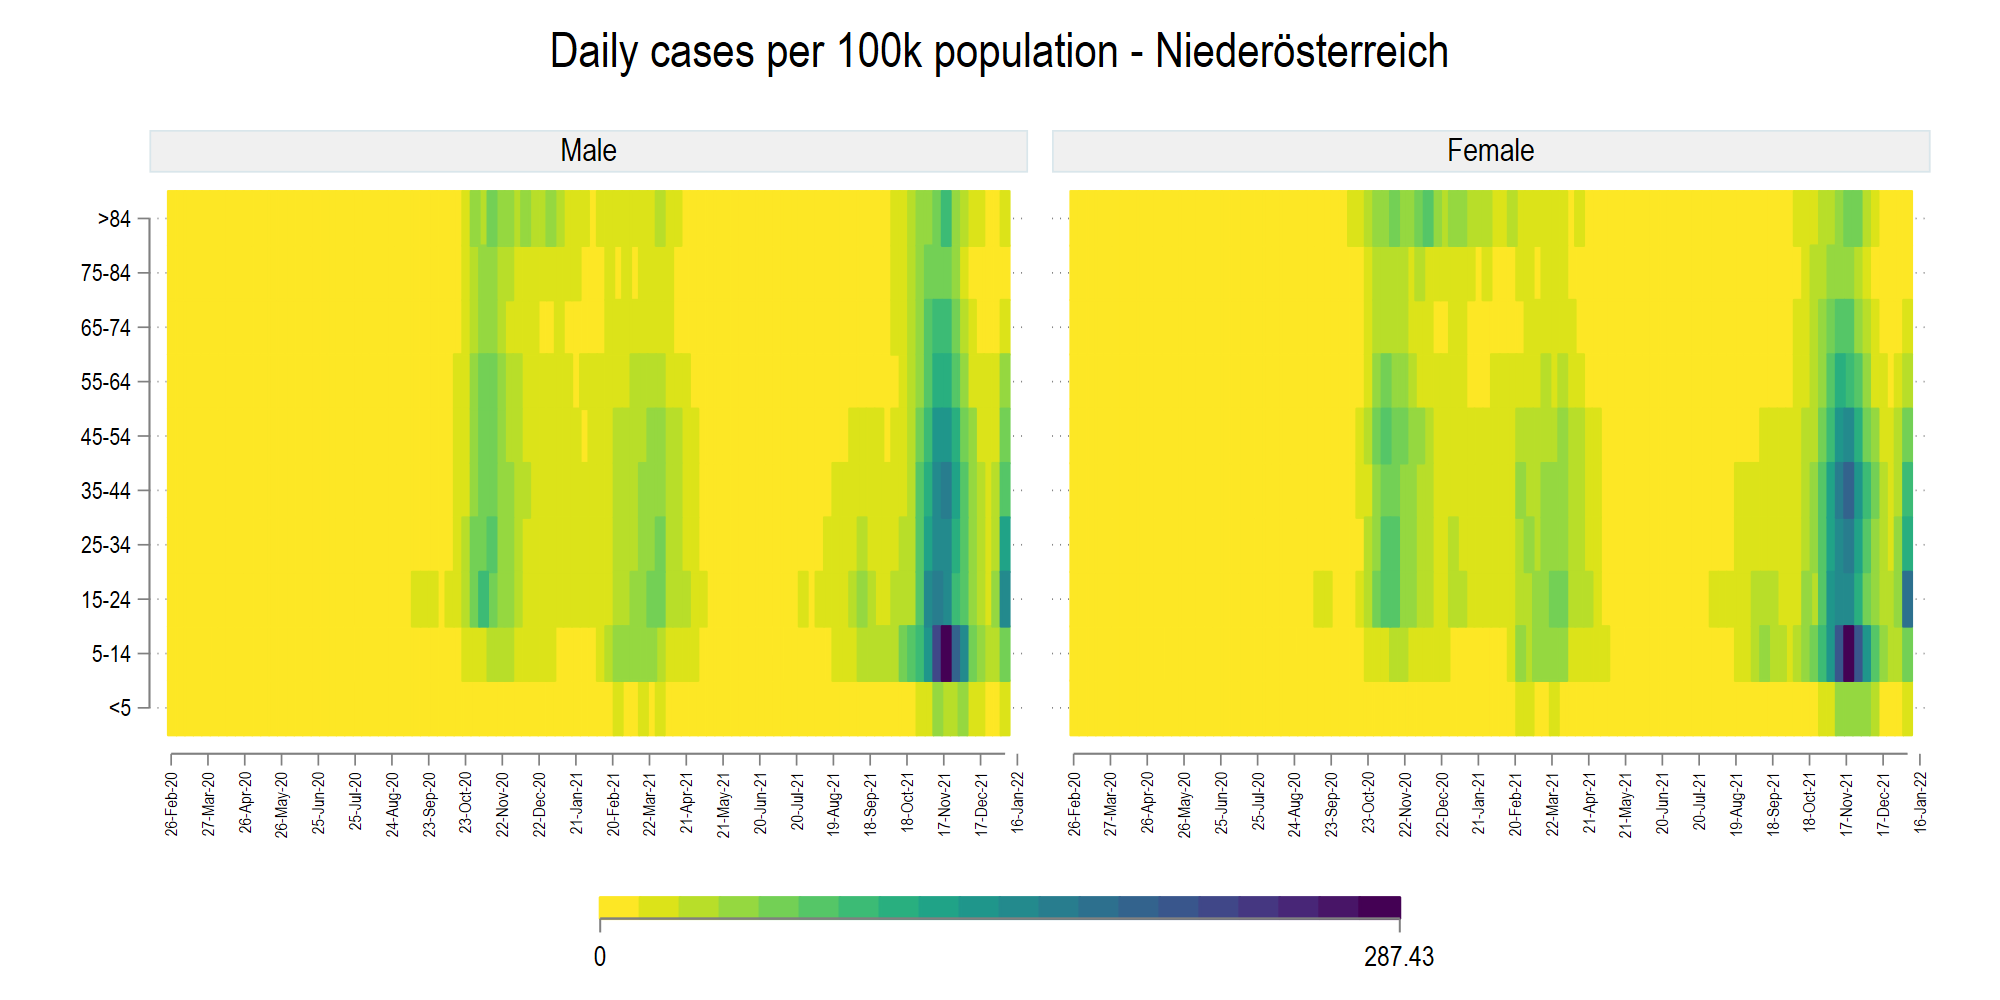 Daily cases per 100k population - Niederösterreich
Male
Female
>84
75-84
65-74
55-64
45-54
35-44
25-34
15-24
5-14
<5
26-Feb-20
27-Mar-20
26-Apr-20
26-May-20
25-Jun-20
25-Jul-20
24-Aug-20
23-Sep-20
23-Oct-20
22-Nov-20
22-Dec-20
21-Jan-21
20-Feb-21
22-Mar-21
21-Apr-21
21-May-21
20-Jun-21
20-Jul-21
19-Aug-21
18-Sep-21
18-Oct-21
17-Nov-21
17-Dec-21
16-Jan-22
26-Feb-20
27-Mar-20
26-Apr-20
26-May-20
25-Jun-20
25-Jul-20
24-Aug-20
23-Sep-20
23-Oct-20
22-Nov-20
22-Dec-20
21-Jan-21
20-Feb-21
22-Mar-21
21-Apr-21
21-May-21
20-Jun-21
20-Jul-21
19-Aug-21
18-Sep-21
18-Oct-21
17-Nov-21
17-Dec-21
16-Jan-22
0
287.43